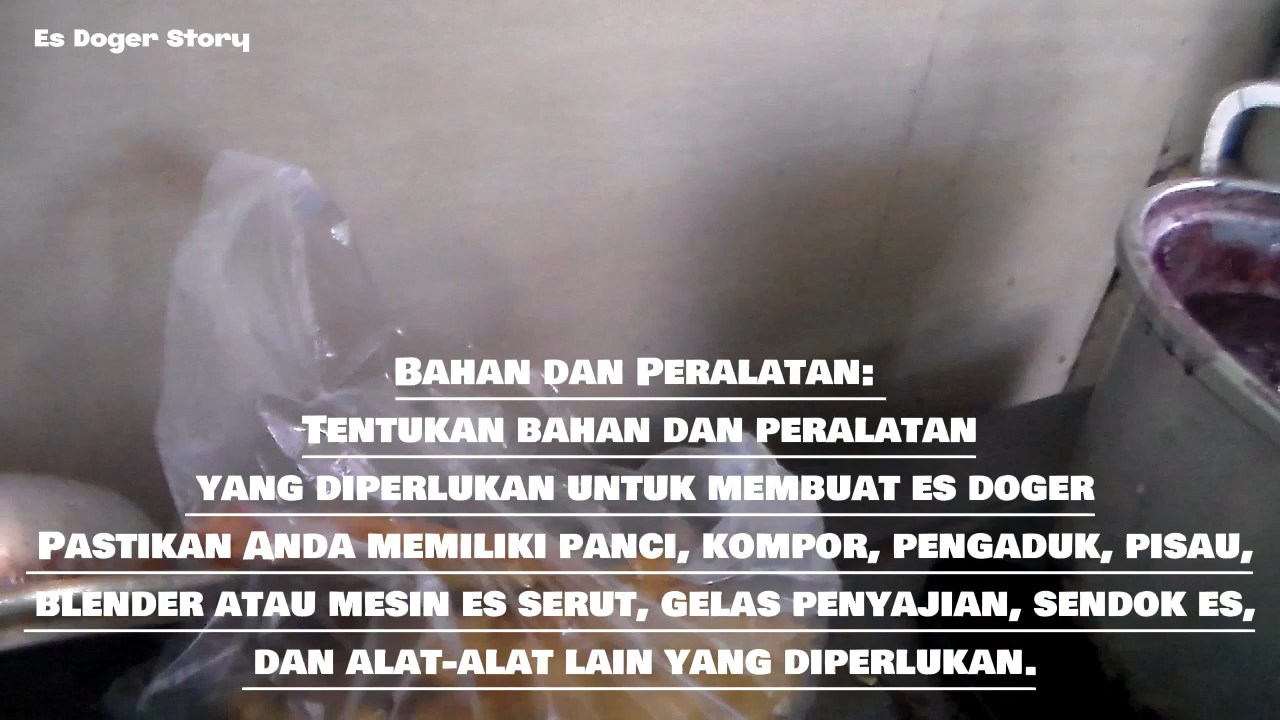 Es Doger Story
Bahan dan Peralatan:
Tentukan bahan dan peralatan
yang diperlukan untuk membuat es doger
Pastikan Anda memiliki panci, kompor, pengaduk, pisau,
blender atau mesin es serut, gelas penyajian, sendok es,
dan alat-alat lain yang diperlukan.